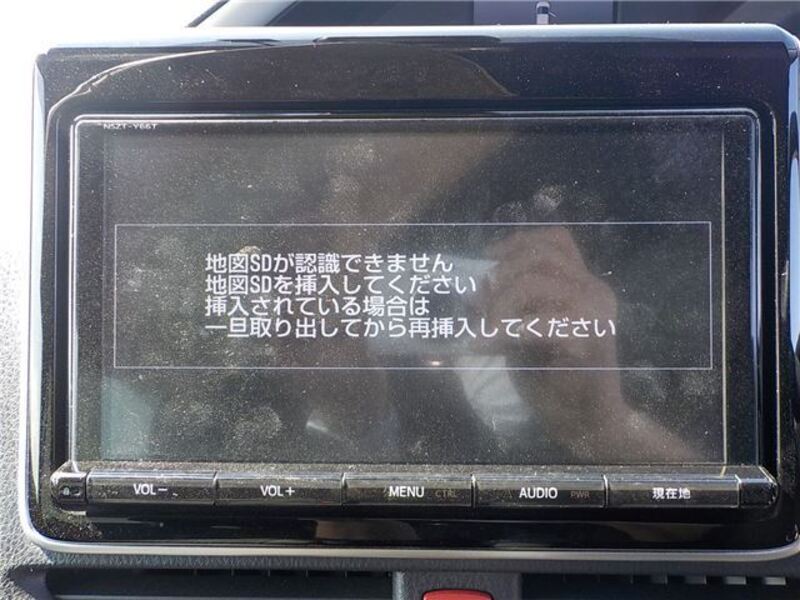 NSZT-Y66T
地図SDが認識できません
地図SDを挿入してください
挿入されている場合は
一旦取り出してから再挿入してください
VOL− VOL+ MENU CTRL AUDIO PWR 現在地